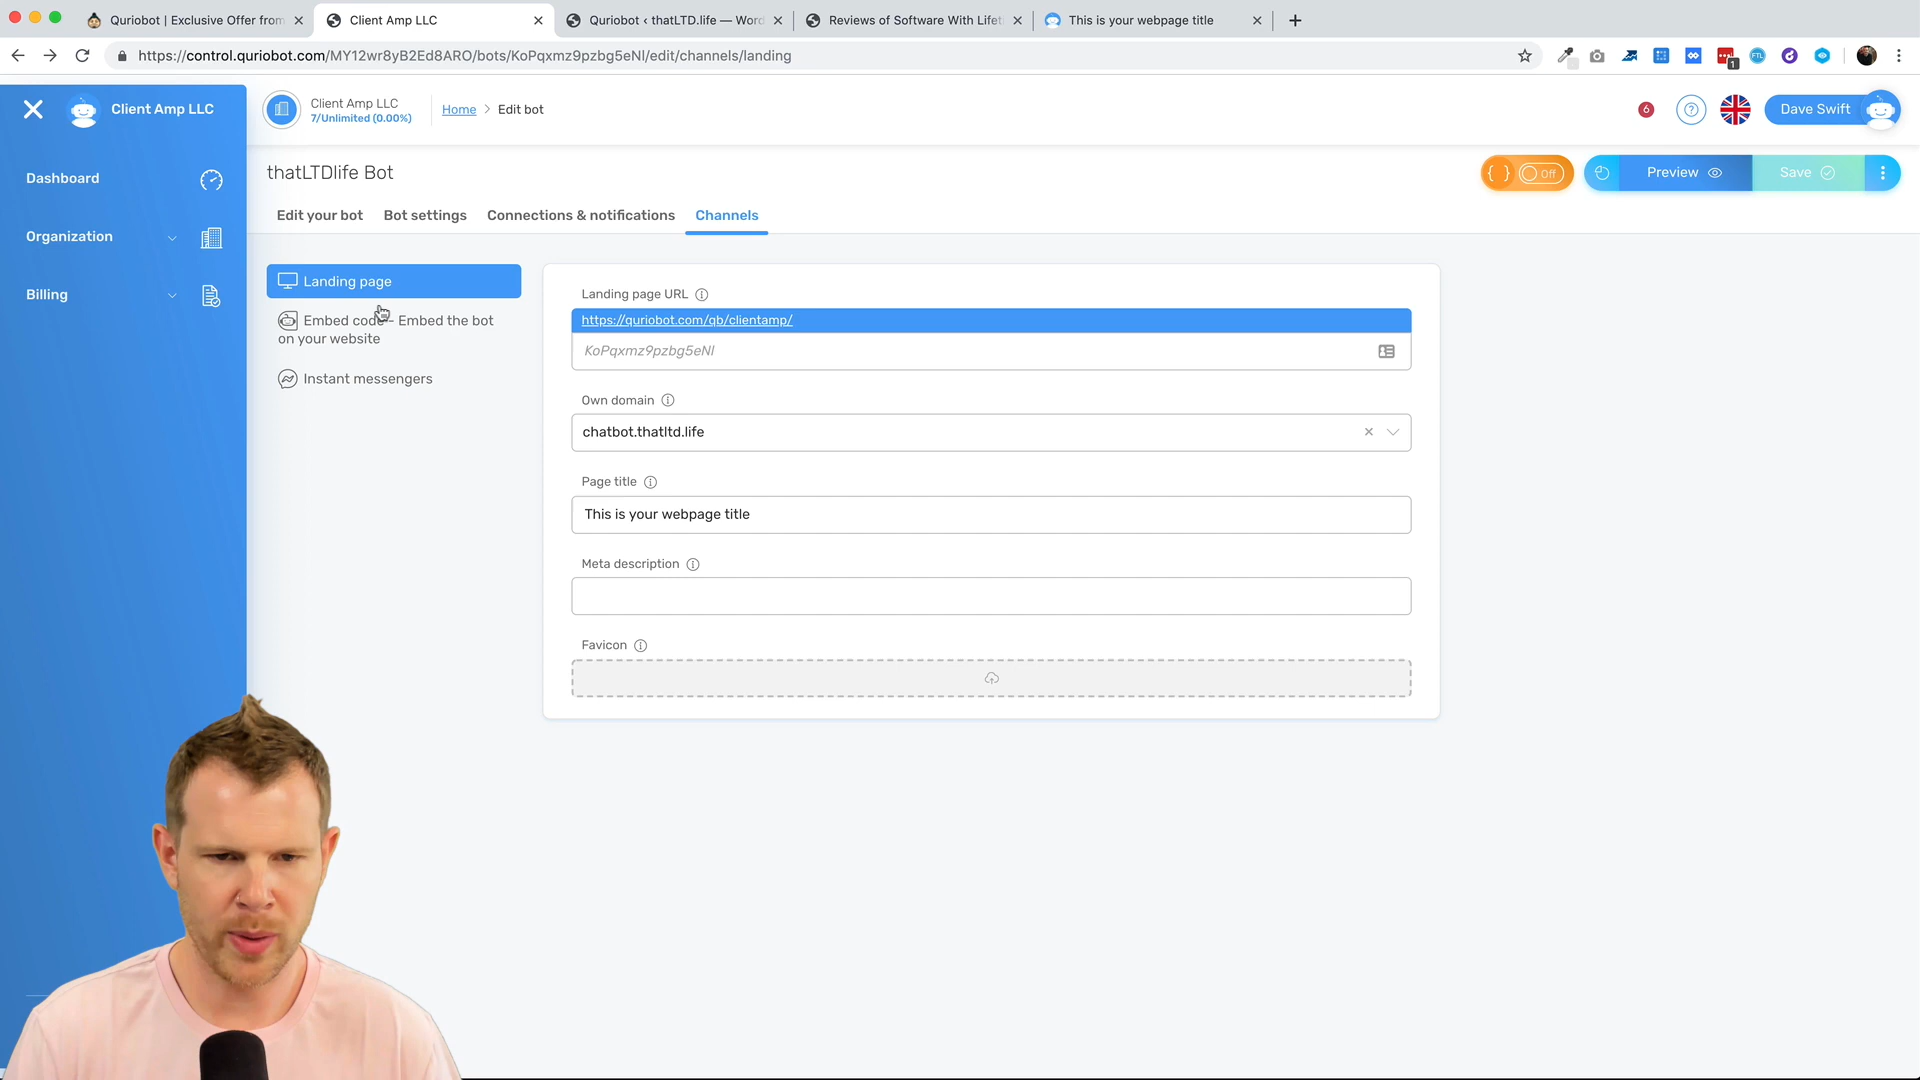 Quriobot | Exclusive Offer from
Client Amp LLC
Quriobot ‹ thatLTD.life — Word
Reviews of Software With Lifeti
This is your webpage title
https://control.quriobot.com/MY12wr8yB2Ed8ARO/bots/KoPqxmz9pzbg5eNl/edit/channels/landing
1
FTL
Client Amp LLC
Client Amp LLC
7/Unlimited (0.00%)
Home > Edit bot
6
?
Dave Swift
Dashboard
Organization
Billing
thatLTDlife Bot
{ } Off
Preview
Save
Edit your bot
Bot settings
Connections & notifications
Channels
Landing page
Embed code - Embed the bot
on your website
Instant messengers
Landing page URL
https://quriobot.com/qb/clientamp/
KoPqxmz9pzbg5eNl
Own domain
chatbot.thatltd.life
Page title
This is your webpage title
Meta description
Favicon